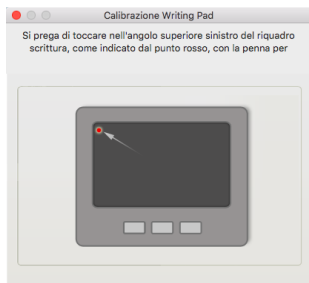 Calibrazione Writing Pad
Si prega di toccare nell'angolo superiore sinistro del riquadro
scrittura, come indicato dal punto rosso, con la penna per